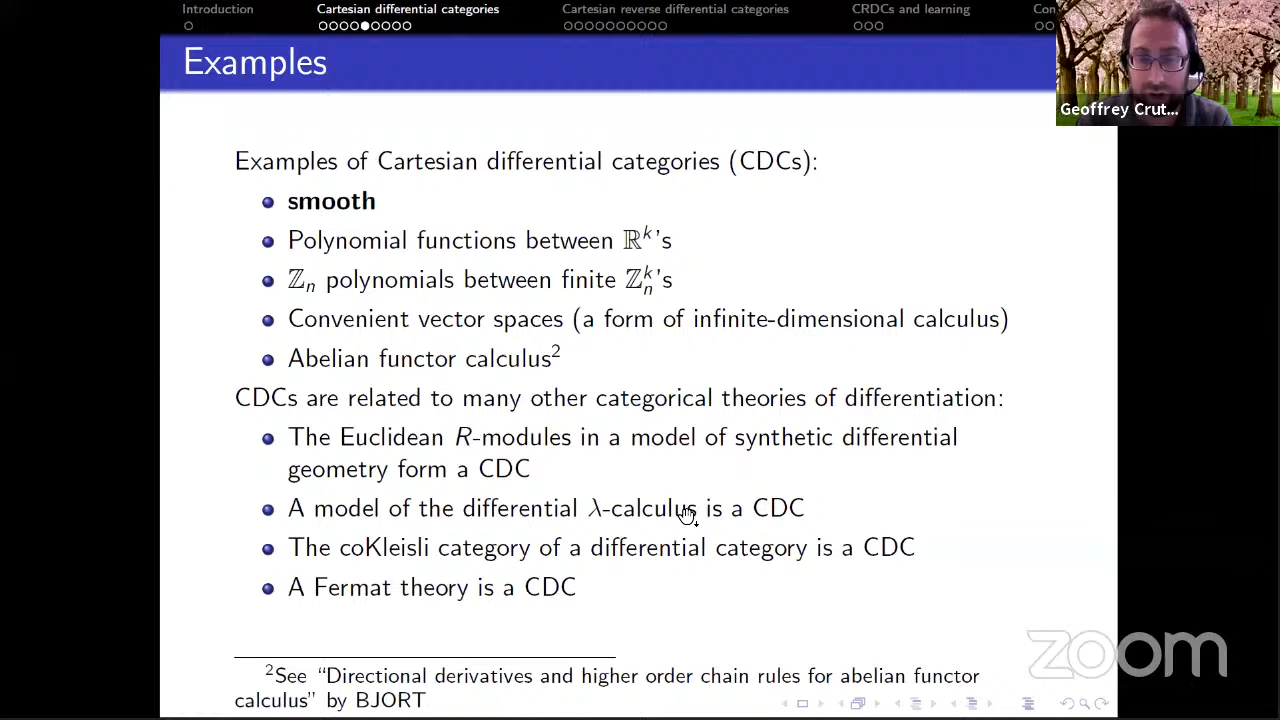 Introduction
Cartesian differential categories
Cartesian reverse differential categories
CRDCs and learning
Con
Examples
Geoffrey Crut...
Examples of Cartesian differential categories (CDCs):
smooth
Polynomial functions between ℝᵏ's
ℤₙ polynomials between finite ℤₙᵏ's
Convenient vector spaces (a form of infinite-dimensional calculus)
Abelian functor calculus²
CDCs are related to many other categorical theories of differentiation:
The Euclidean R-modules in a model of synthetic differential
geometry form a CDC
A model of the differential λ-calculus is a CDC
The coKleisli category of a differential category is a CDC
A Fermat theory is a CDC
²See “Directional derivatives and higher order chain rules for abelian functor
calculus” by BJORT
zoom